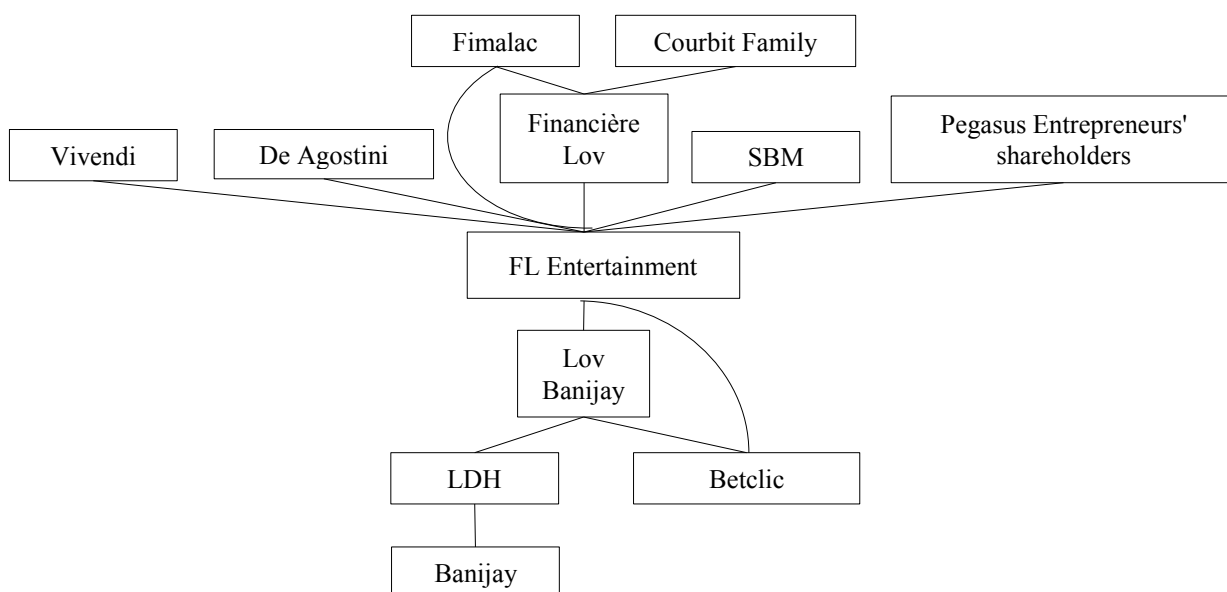 Fimalac
Courbit Family
Vivendi
De Agostini
Financière
Lov
SBM
Pegasus Entrepreneurs'
shareholders
FL Entertainment
Lov
Banijay
LDH
Betclic
Banijay